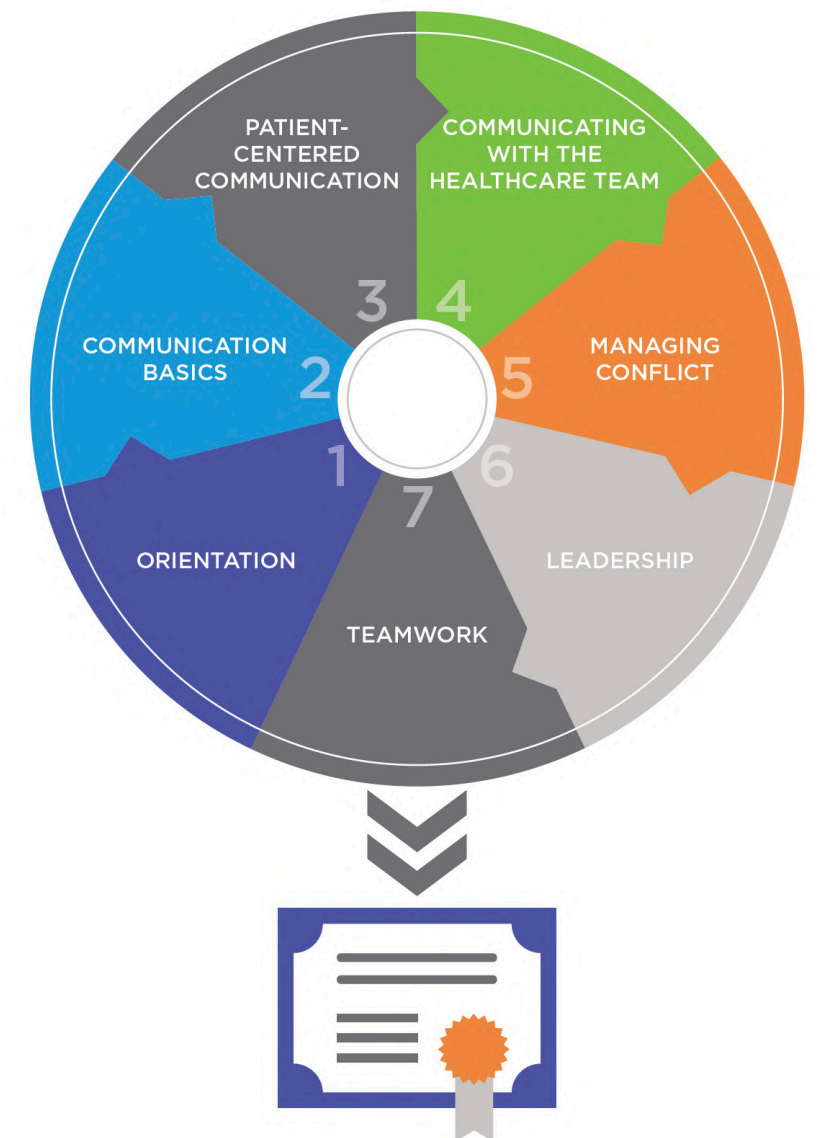 PATIENT-
CENTERED
COMMUNICATION
3
COMMUNICATING
WITH THE
HEALTHCARE TEAM
4
COMMUNICATION
BASICS
2
MANAGING
CONFLICT
5
ORIENTATION
1
LEADERSHIP
6
TEAMWORK
7